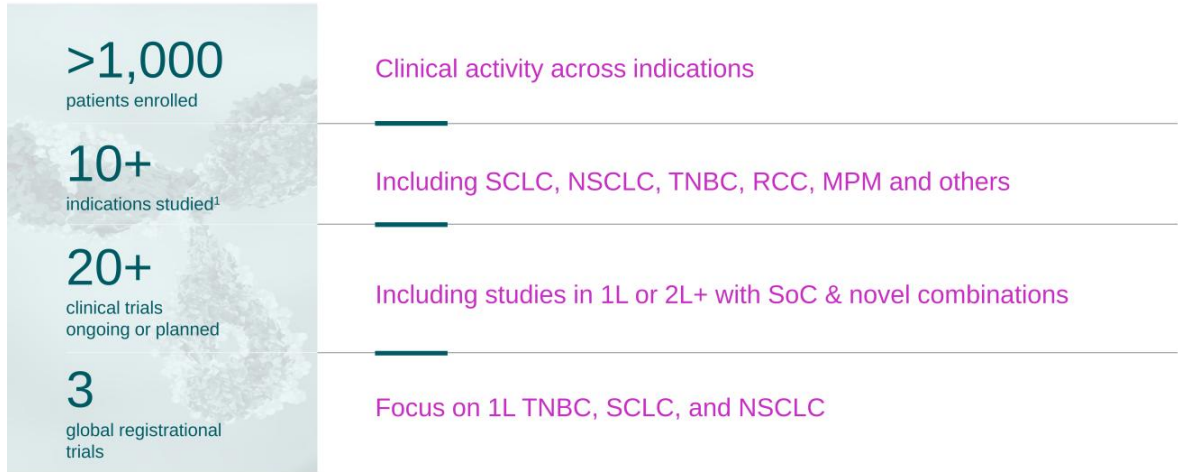 >1,000
patients enrolled
Clinical activity across indications
10+
indications studied¹
Including SCLC, NSCLC, TNBC, RCC, MPM and others
20+
clinical trials
ongoing or planned
Including studies in 1L or 2L+ with SoC & novel combinations
3
global registrational
trials
Focus on 1L TNBC, SCLC, and NSCLC